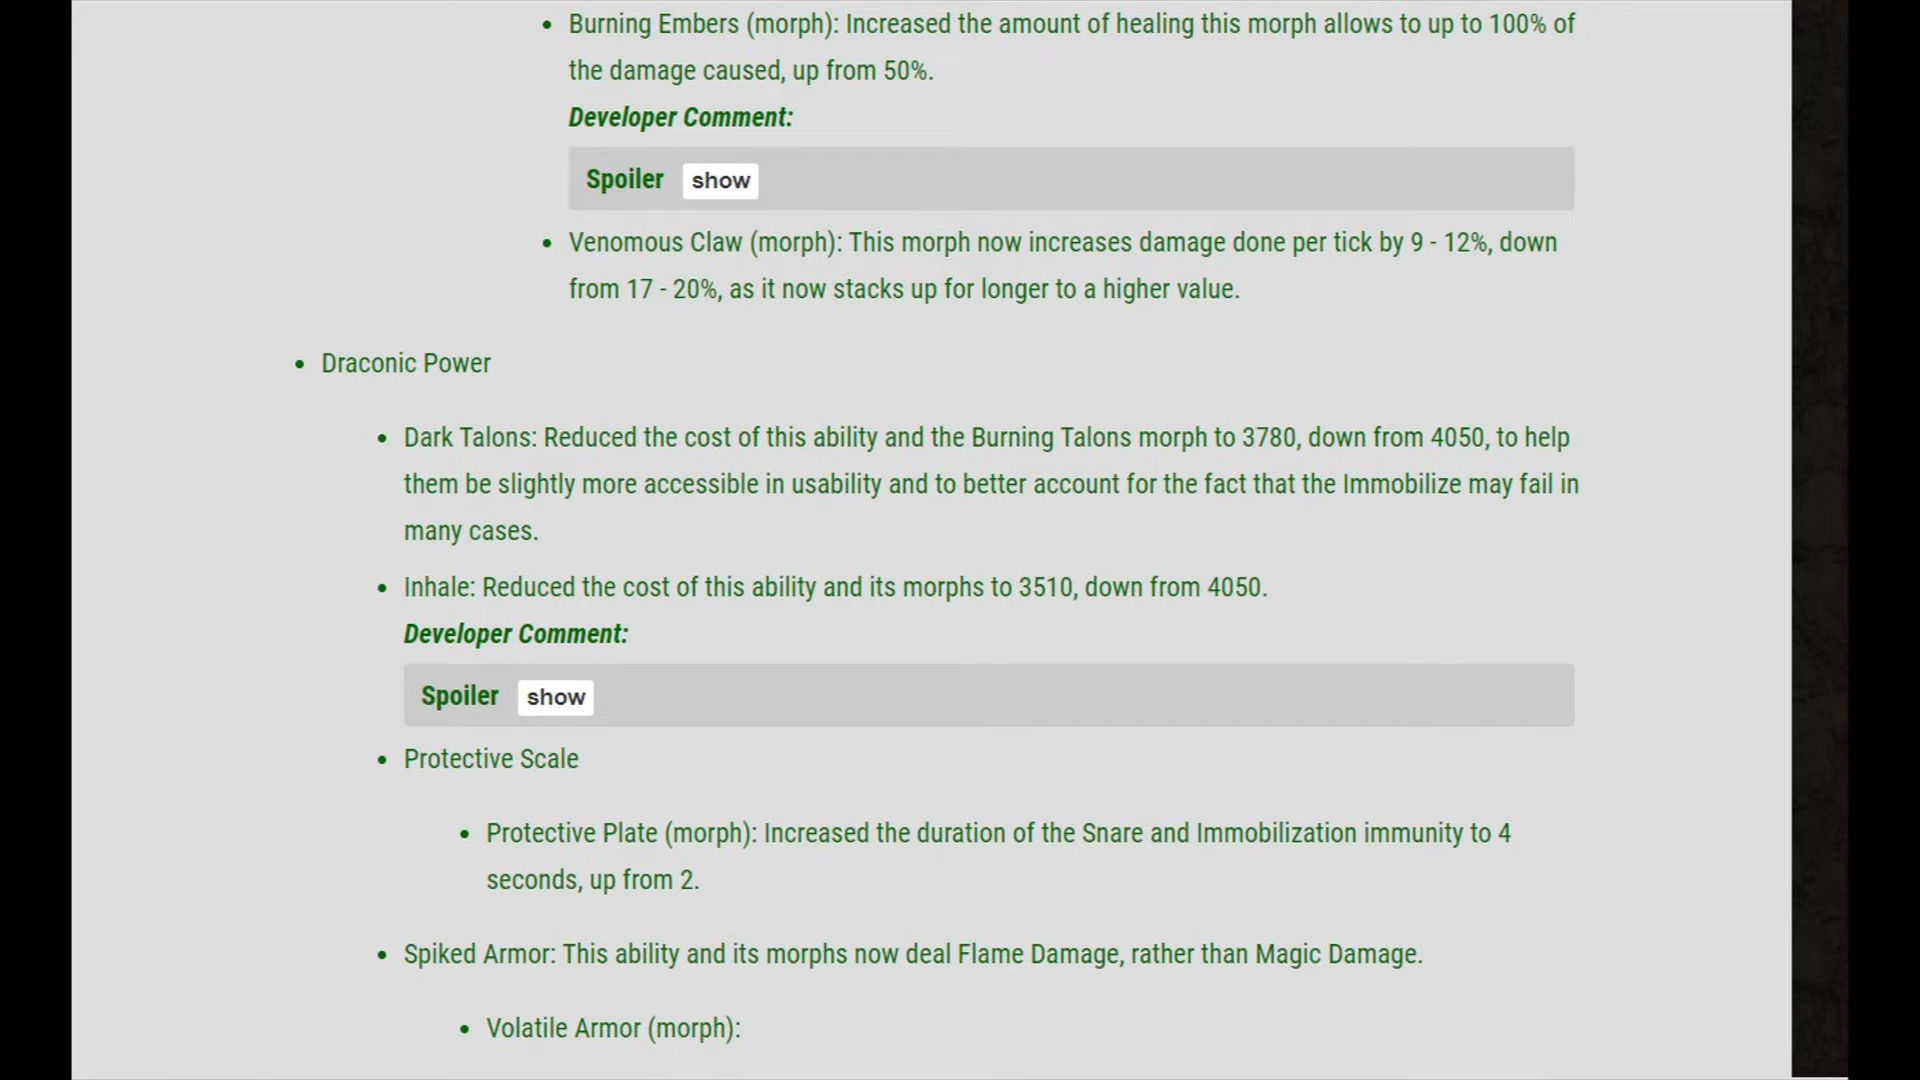 • Burning Embers (morph): Increased the amount of healing this morph allows to up to 100% of
the damage caused, up from 50%.
Developer Comment:
Spoiler show
• Venomous Claw (morph): This morph now increases damage done per tick by 9 - 12%, down
from 17 - 20%, as it now stacks up for longer to a higher value.
• Draconic Power
• Dark Talons: Reduced the cost of this ability and the Burning Talons morph to 3780, down from 4050, to help
them be slightly more accessible in usability and to better account for the fact that the Immobilize may fail in
many cases.
• Inhale: Reduced the cost of this ability and its morphs to 3510, down from 4050.
Developer Comment:
Spoiler show
• Protective Scale
• Protective Plate (morph): Increased the duration of the Snare and Immobilization immunity to 4
seconds, up from 2.
• Spiked Armor: This ability and its morphs now deal Flame Damage, rather than Magic Damage.
• Volatile Armor (morph):